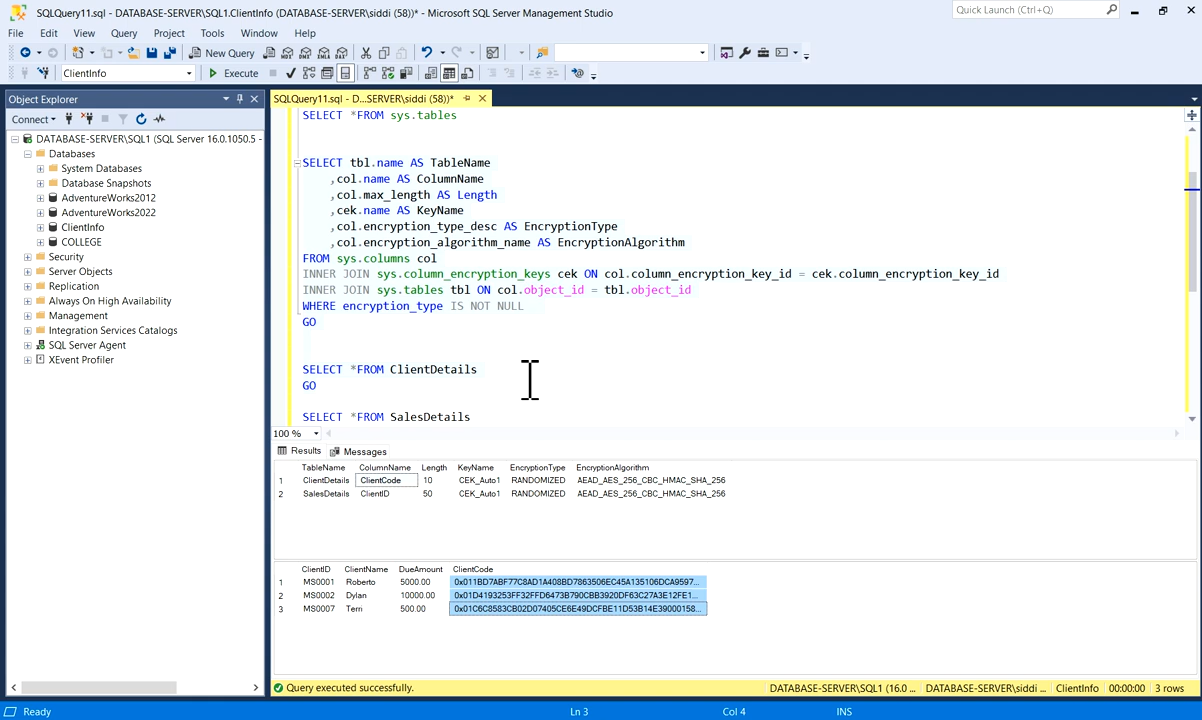 SQLQuery11.sql - DATABASE-SERVER\SQL1.ClientInfo (DATABASE-SERVER\siddi (58))* - Microsoft SQL Server Management Studio
Quick Launch (Ctrl+Q)
File Edit View Query Project Tools Window Help
New Query MDX DMX XMLA DAX
ClientInfo Execute
Object Explorer
SQLQuery11.sql - D...SERVER\siddi (58))*
Connect
DATABASE-SERVER\SQL1 (SQL Server 16.0.1050.5 -
Databases
System Databases
Database Snapshots
AdventureWorks2012
AdventureWorks2022
ClientInfo
COLLEGE
Security
Server Objects
Replication
Always On High Availability
Management
Integration Services Catalogs
SQL Server Agent
XEvent Profiler
SELECT *FROM sys.tables
SELECT tbl.name AS TableName
,col.name AS ColumnName
,col.max_length AS Length
,cek.name AS KeyName
,col.encryption_type_desc AS EncryptionType
,col.encryption_algorithm_name AS EncryptionAlgorithm
FROM sys.columns col
INNER JOIN sys.column_encryption_keys cek ON col.column_encryption_key_id = cek.column_encryption_key_id
INNER JOIN sys.tables tbl ON col.object_id = tbl.object_id
WHERE encryption_type IS NOT NULL
GO
SELECT *FROM ClientDetails
GO
SELECT *FROM SalesDetails
100 %
Results Messages
TableName ColumnName Length KeyName EncryptionType EncryptionAlgorithm
1 ClientDetails ClientCode 10 CEK_Auto1 RANDOMIZED AEAD_AES_256_CBC_HMAC_SHA_256
2 SalesDetails ClientID 50 CEK_Auto1 RANDOMIZED AEAD_AES_256_CBC_HMAC_SHA_256
ClientID ClientName DueAmount ClientCode
1 MS0001 Roberto 5000.00 0x011BD7ABF77C8AD1A408BD7863506EC45A135106DCA9597...
2 MS0002 Dylan 10000.00 0x01D4193253FF32FFD6473B790CBB3920DF63C27A3E12FE1...
3 MS0007 Terri 500.00 0x01C6C8583CB02D07405CE6E49DCFBE11D53B14E39000158...
Query executed successfully.
DATABASE-SERVER\SQL1 (16.0 ... DATABASE-SERVER\siddi ... ClientInfo 00:00:00 3 rows
Ready Ln 3 Col 4 INS